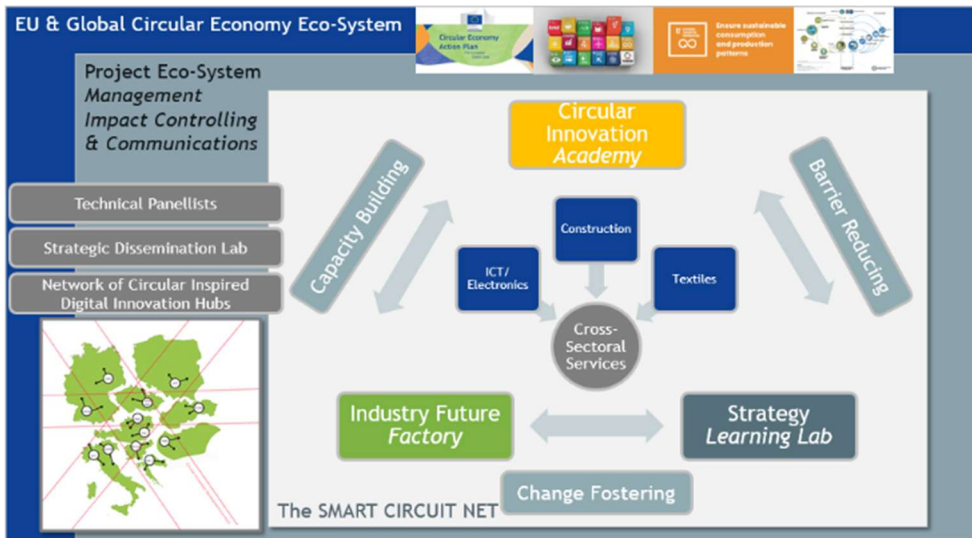 EU & Global Circular Economy Eco-System
Circular Economy
Action Plan
Ensure sustainable
consumption
and production
patterns
Project Eco-System
Management
Impact Controlling
& Communications
Technical Panellists
Strategic Dissemination Lab
Network of Circular Inspired
Digital Innovation Hubs
Circular
Innovation
Academy
Capacity Building
Barrier Reducing
Construction
ICT/
Electronics
Textiles
Cross-
Sectoral
Services
Industry Future
Factory
Strategy
Learning Lab
Change Fostering
The SMART CIRCUIT NET